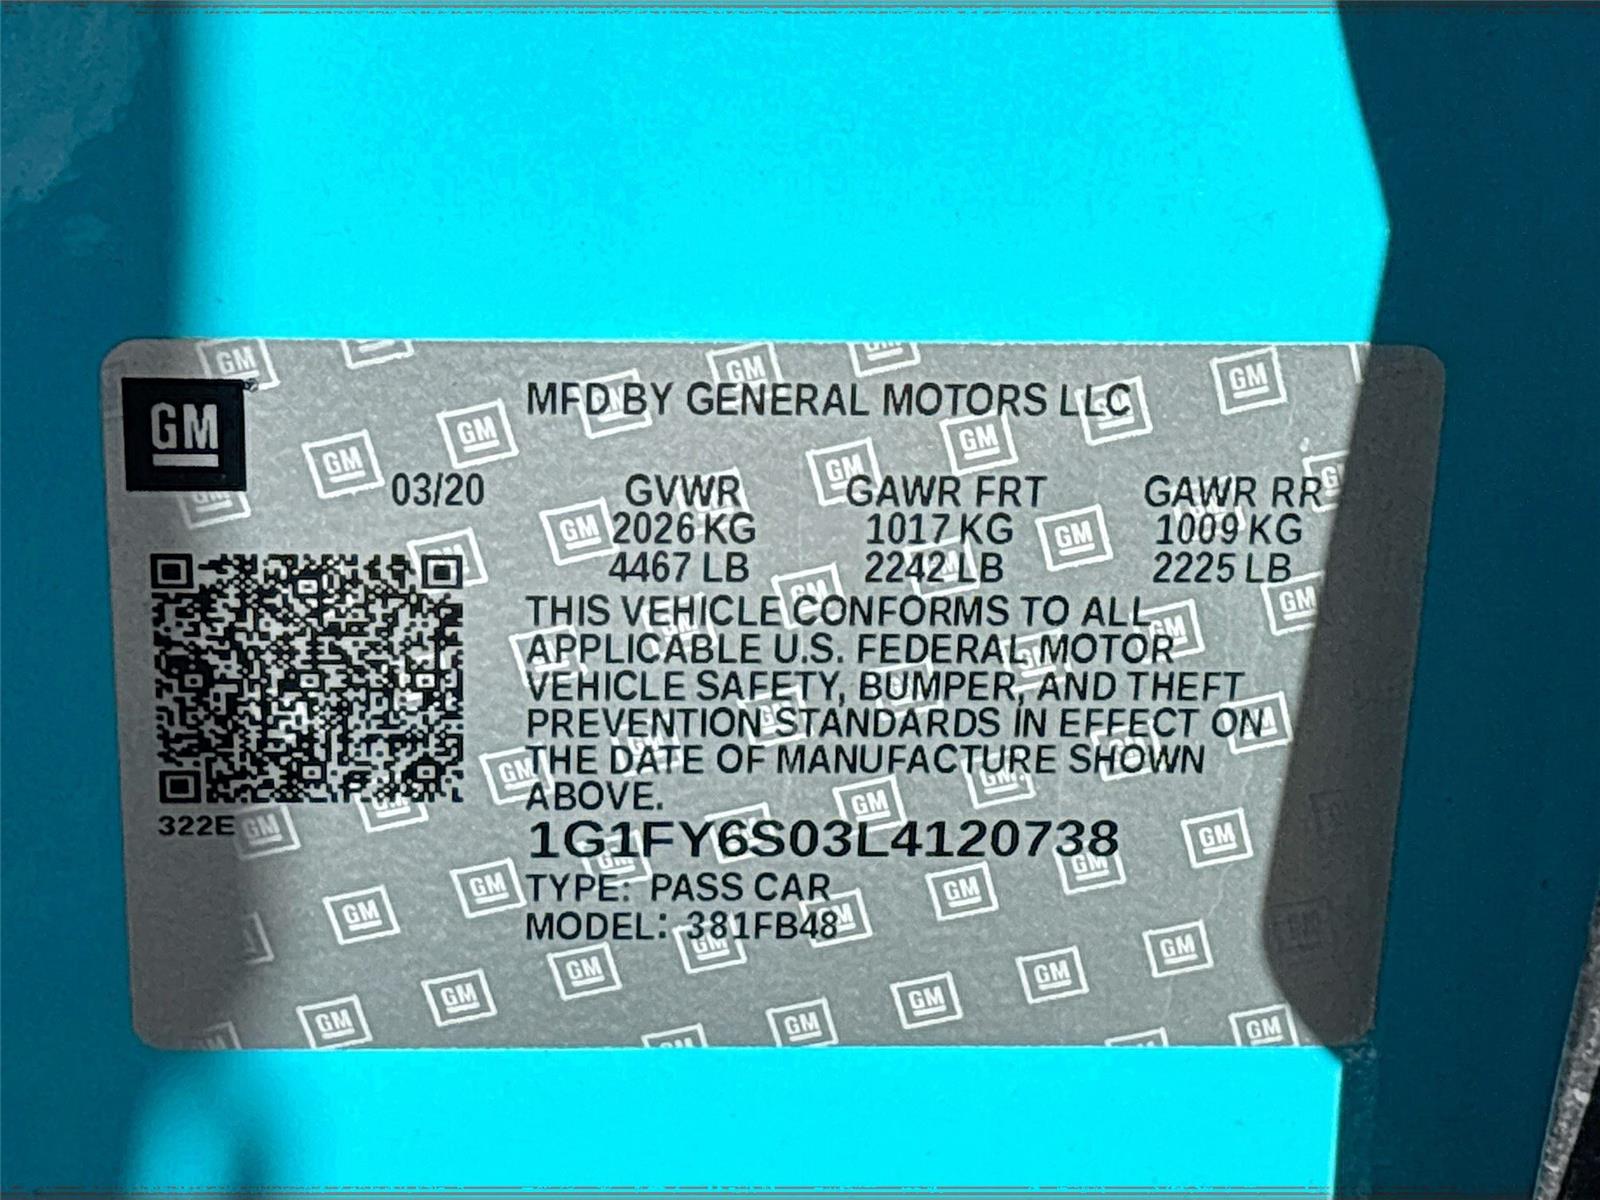 GM
MFD BY GENERAL MOTORS LLC
03/20 GVWR GAWR FRT GAWR RR
2026 KG 1017 KG 1009 KG
4467 LB 2242 LB 2225 LB
THIS VEHICLE CONFORMS TO ALL
APPLICABLE U.S. FEDERAL MOTOR
VEHICLE SAFETY, BUMPER, AND THEFT
PREVENTION STANDARDS IN EFFECT ON
THE DATE OF MANUFACTURE SHOWN
ABOVE.
322E
1G1FY6S03L4120738
TYPE: PASS CAR
MODEL: 381FB48